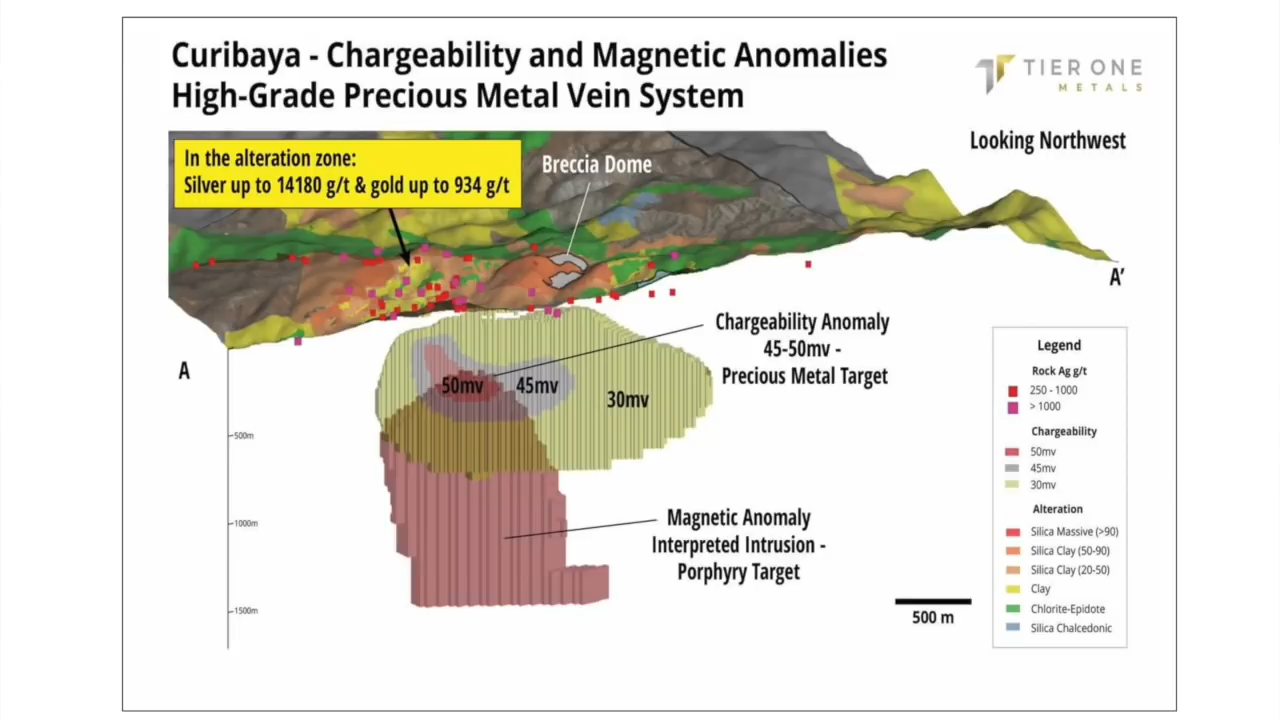 Curibaya - Chargeability and Magnetic Anomalies
High-Grade Precious Metal Vein System
TIER ONE
METALS
Looking Northwest
In the alteration zone:
Silver up to 14180 g/t & gold up to 934 g/t
Breccia Dome
A'
A
Chargeability Anomaly
45-50mv -
Precious Metal Target
50mv
45mv
30mv
500m
1000m
1500m
Magnetic Anomaly
Interpreted Intrusion -
Porphyry Target
500 m
Legend
Rock Ag g/t
250 - 1000
> 1000
Chargeability
50mv
45mv
30mv
Alteration
Silica Massive (>90)
Silica Clay (50-90)
Silica Clay (20-50)
Clay
Chlorite-Epidote
Silica Chalcedonic